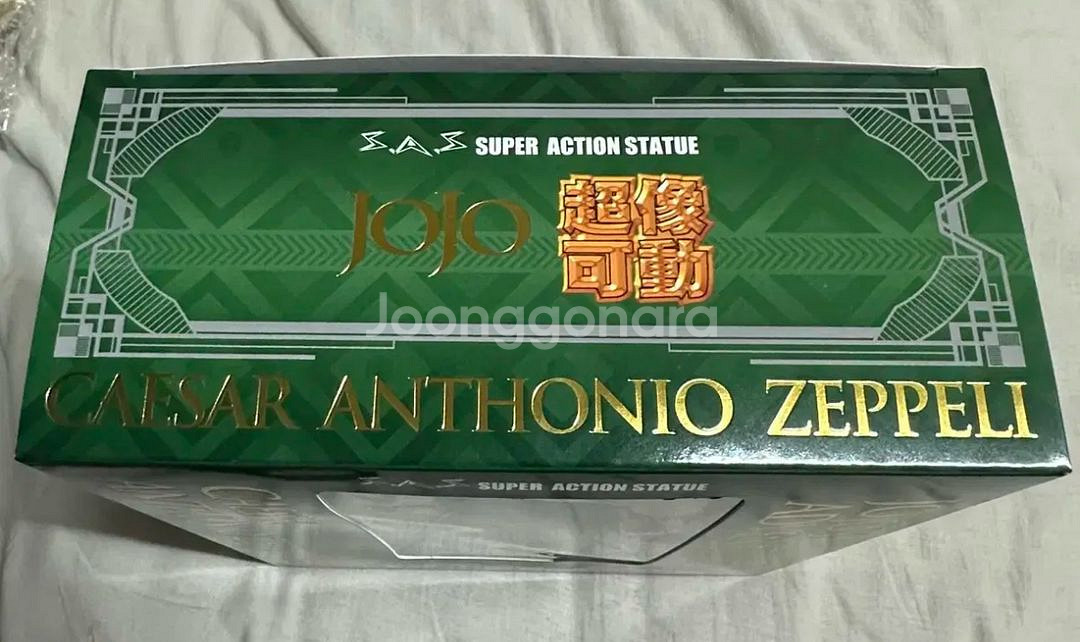 S.A.S SUPER ACTION STATUE
JOJO 超像可動
Joonggonara
CAESAR ANTHONIO ZEPPELI
S.A.S SUPER ACTION STATUE